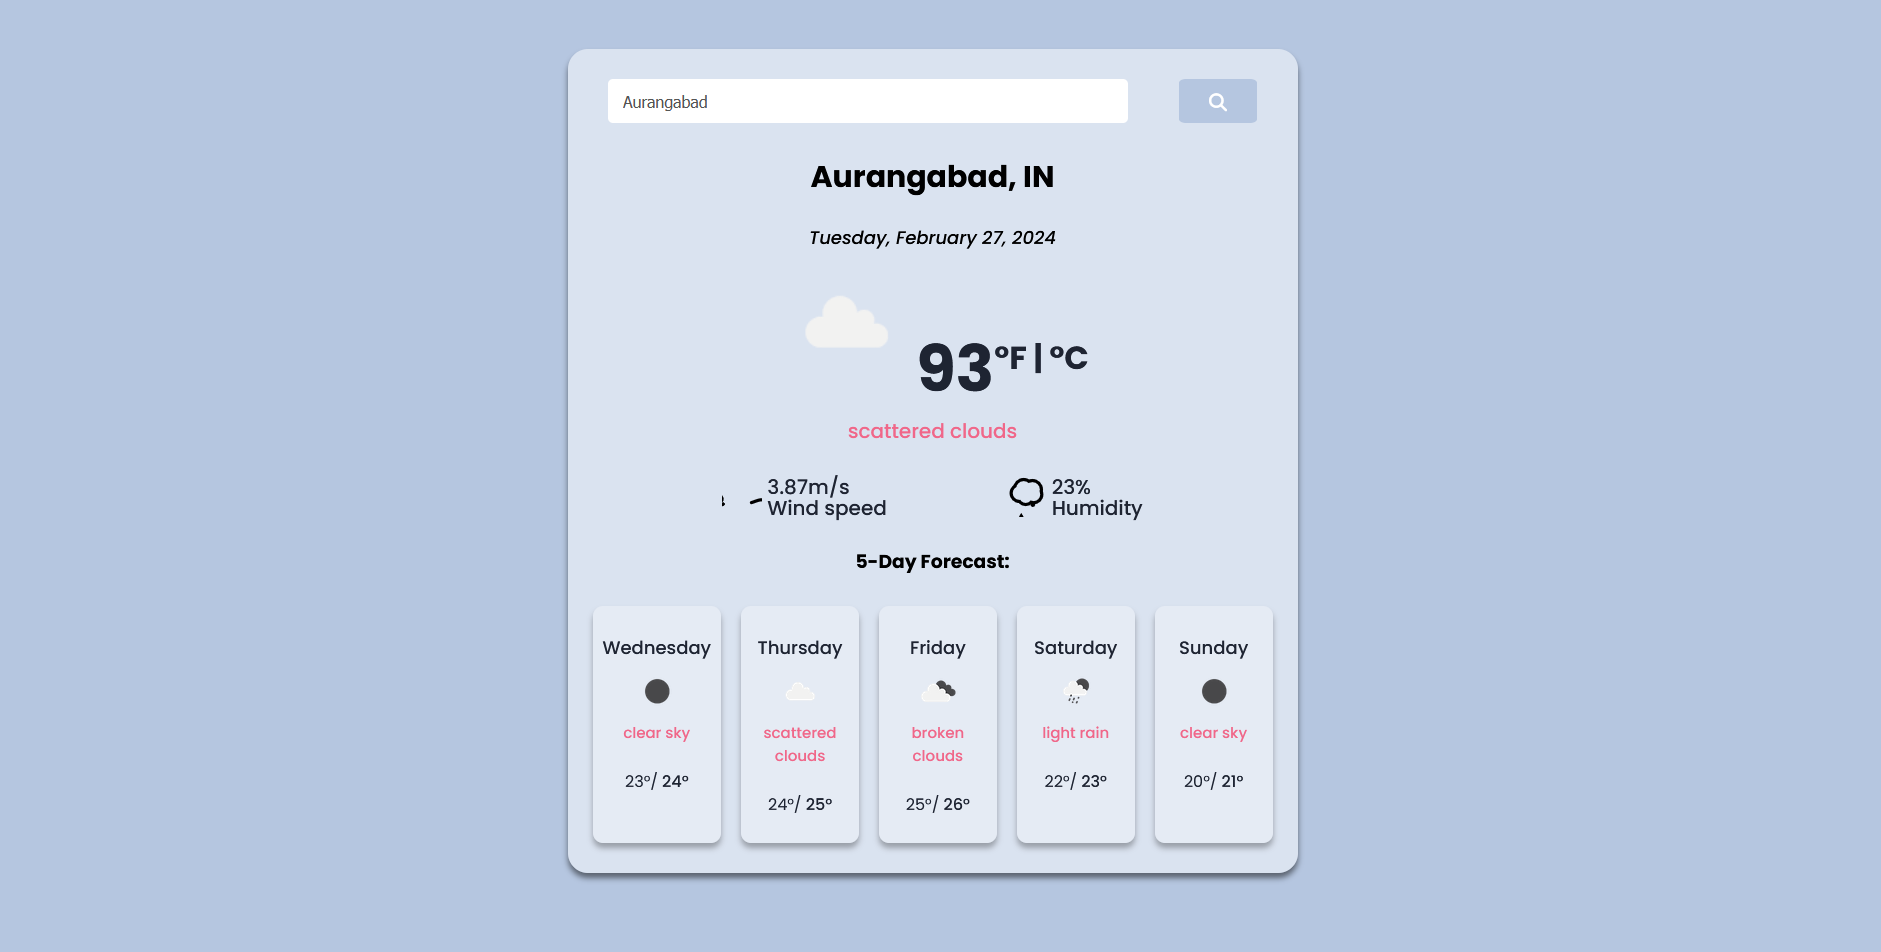 Aurangabad
Aurangabad, IN
Tuesday, February 27, 2024
93°F | °C
scattered clouds
3.87m/s
Wind speed
23%
Humidity
5-Day Forecast:
Wednesday
clear sky
23°/ 24°
Thursday
scattered
clouds
24°/ 25°
Friday
broken
clouds
25°/ 26°
Saturday
light rain
22°/ 23°
Sunday
clear sky
20°/ 21°